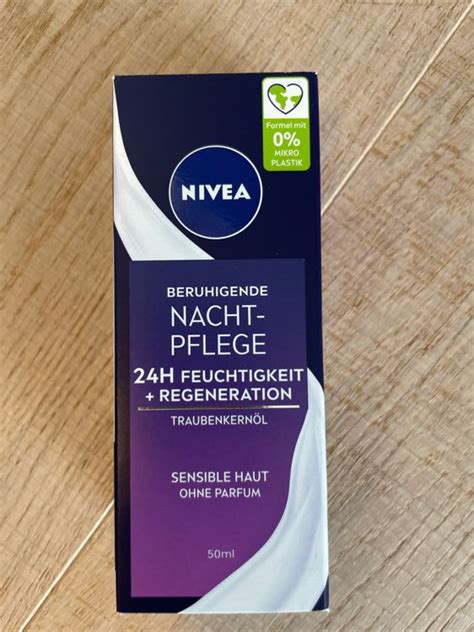 Formel mit
0%
MIKRO
PLASTIK
NIVEA
BERUHIGENDE
NACHT-
PFLEGE
24H FEUCHTIGKEIT
+ REGENERATION
TRAUBENKERNÖL
SENSIBLE HAUT
OHNE PARFUM
50ml